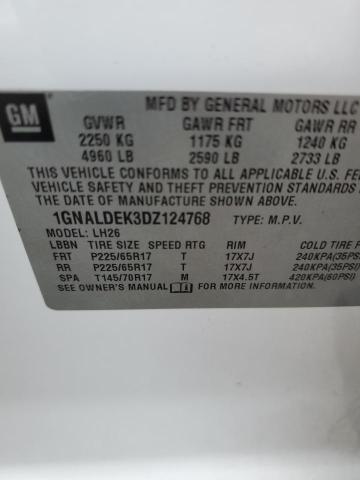 GM
MFD BY GENERAL MOTORS LLC
GVWR GAWR FRT GAWR RR
2250 KG 1175 KG 1240 KG
4960 LB 2590 LB 2733 LB
THIS VEHICLE CONFORMS TO ALL APPLICABLE U.S. FE
VEHICLE SAFETY AND THEFT PREVENTION STANDARDS
THE DATE OF MANUFACTURE SHOWN ABOVE.
1GNALDEK3DZ124768 TYPE: M.P.V.
MODEL: LH26
LBBN TIRE SIZE SPEED RTG RIM COLD TIRE
FRT P225/65R17 T 17X7J 240KPA(35PSI
RR P225/65R17 T 17X7J 240KPA(35PSI)
SPA T145/70R17 M 17X4.5T 420KPA(60PSI)
SEE OWNER'S MANUAL FOR MORE INFORMATION.